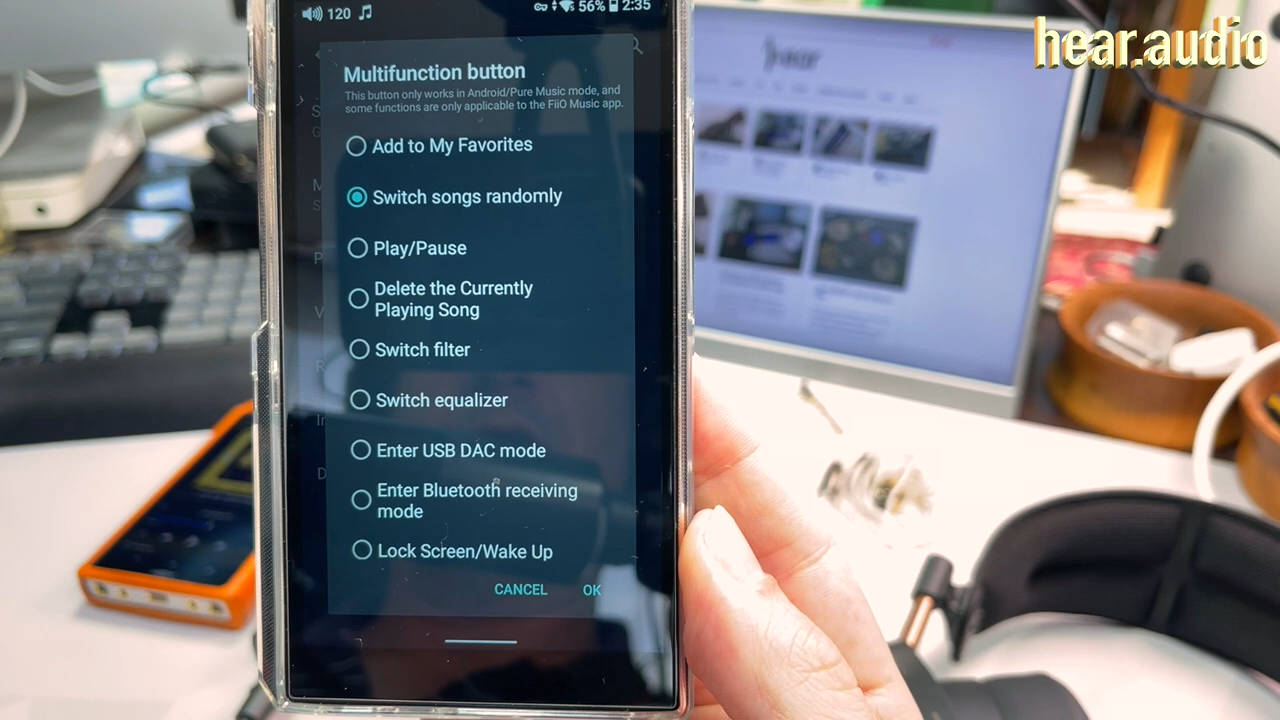 120
56%
2:35
hear.audio
Multifunction button
This button only works in Android/Pure Music mode, and
some functions are only applicable to the FiiO Music app.
Add to My Favorites
Switch songs randomly
Play/Pause
Delete the Currently
Playing Song
Switch filter
Switch equalizer
Enter USB DAC mode
Enter Bluetooth receiving
mode
Lock Screen/Wake Up
CANCEL OK